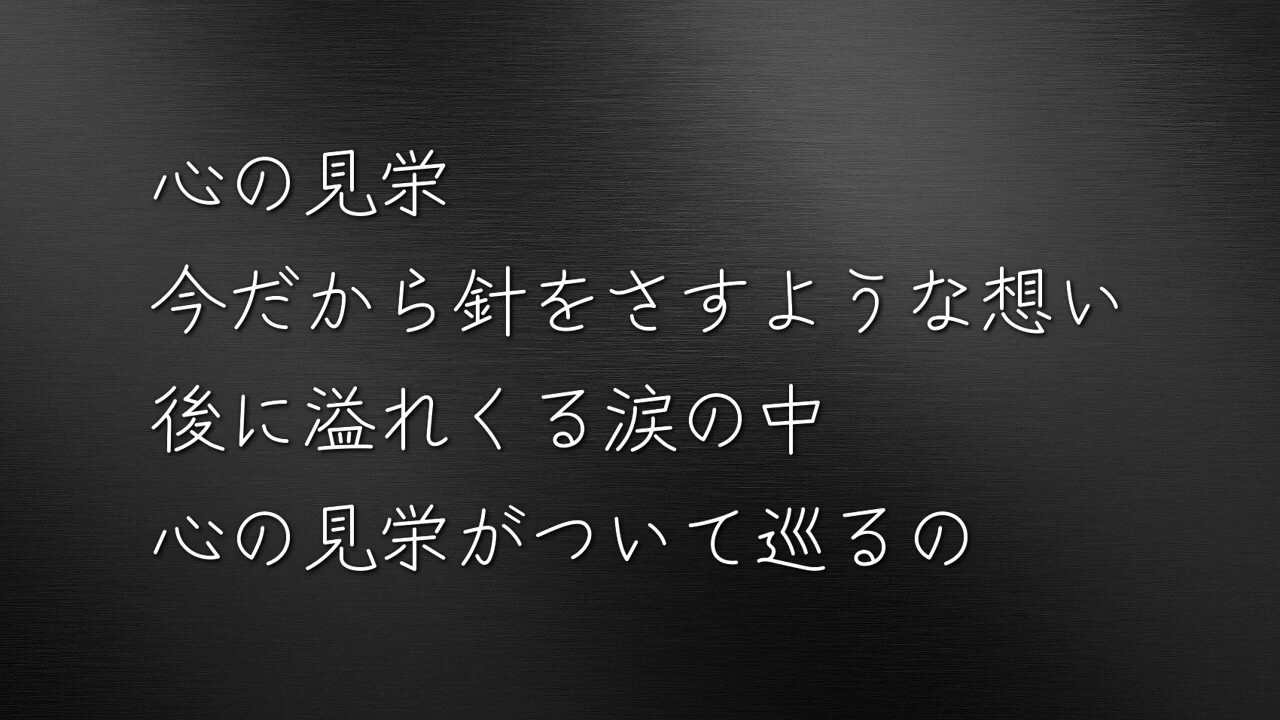 心の見栄
今だから針をさすような想い
後に溢れくる涙の中
心の見栄がついて巡るの